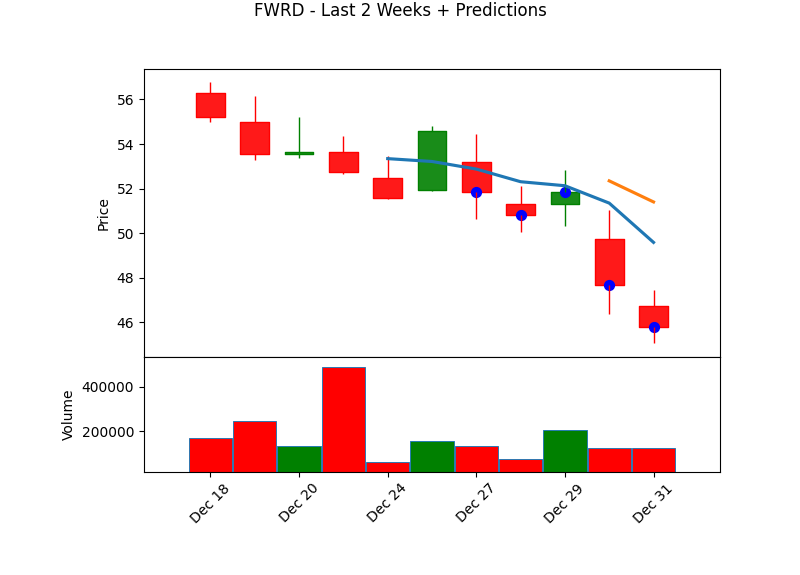 FWRD - Last 2 Weeks + Predictions
56
54
52
50
48
46
Price
400000
200000
Volume
Dec 18
Dec 20
Dec 24
Dec 27
Dec 29
Dec 31